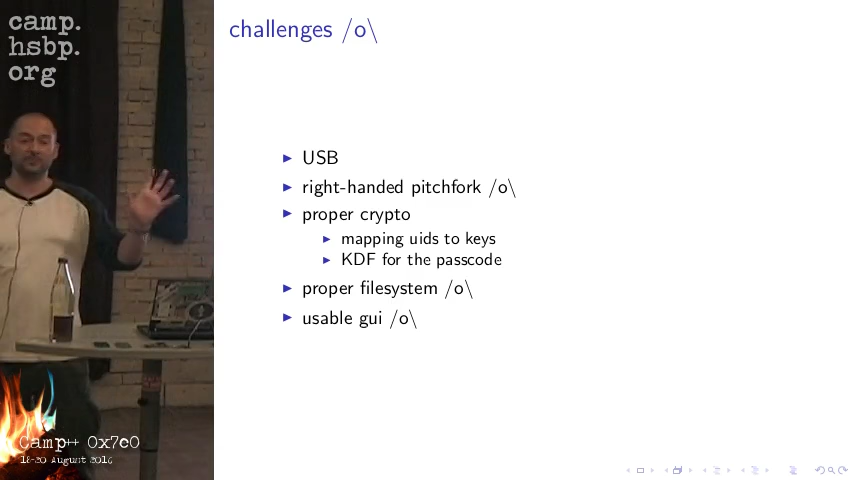 camp.
hsbp.
org
challenges /o\
USB
right-handed pitchfork /o\
proper crypto
mapping uids to keys
KDF for the passcode
proper filesystem /o\
usable gui /o\
Camp++ 0x7e0
18-20 August 2016